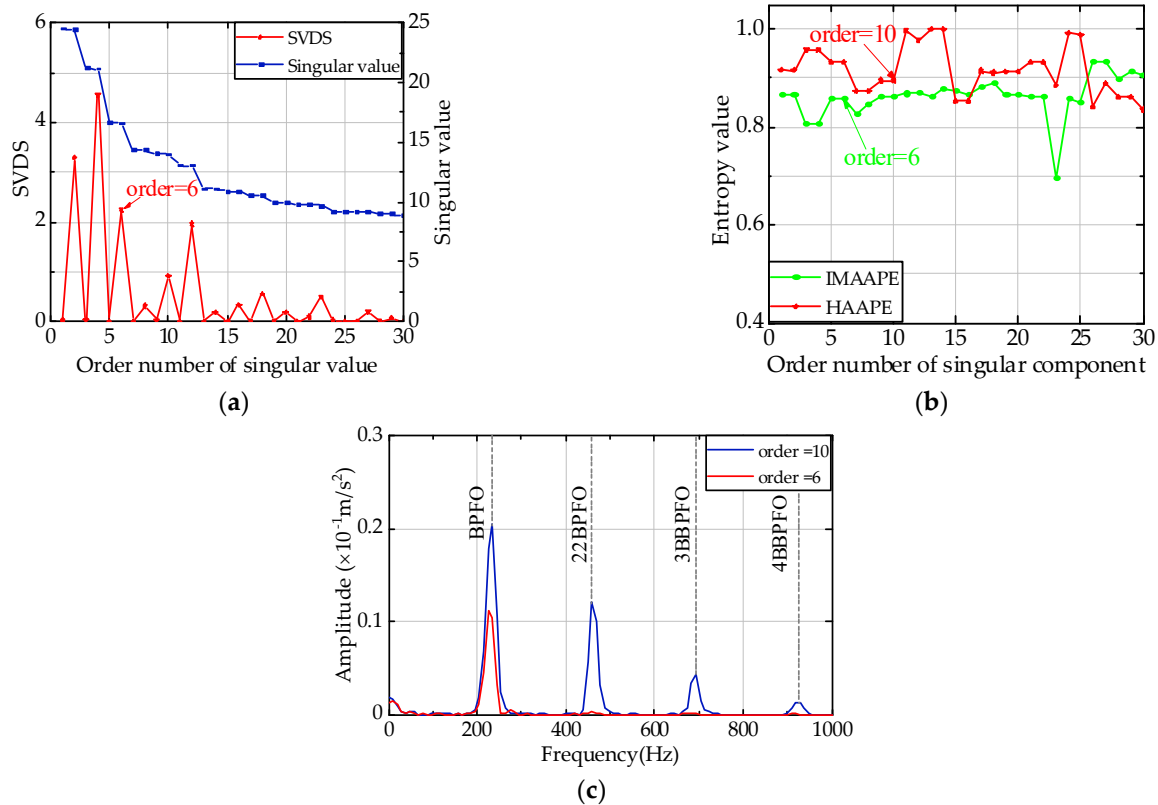 6
5
4
3
2
1
0
0
5
10
15
20
25
30
25
20
15
10
5
0
SVDS
Singular value
SVDS
Singular value
order=6
Order number of singular value
(a)
1.0
0.8
0.6
0.4
0
5
10
15
20
25
30
Entropy value
order=10
order=6
IMAAPE
HAAPE
Order number of singular component
(b)
0.3
0.2
0.1
0
0
200
400
600
800
1000
Amplitude (×10⁻¹m/s²)
BPFO
22BPFO
3BBPFO
4BBPFO
order =10
order =6
Frequency(Hz)
(c)